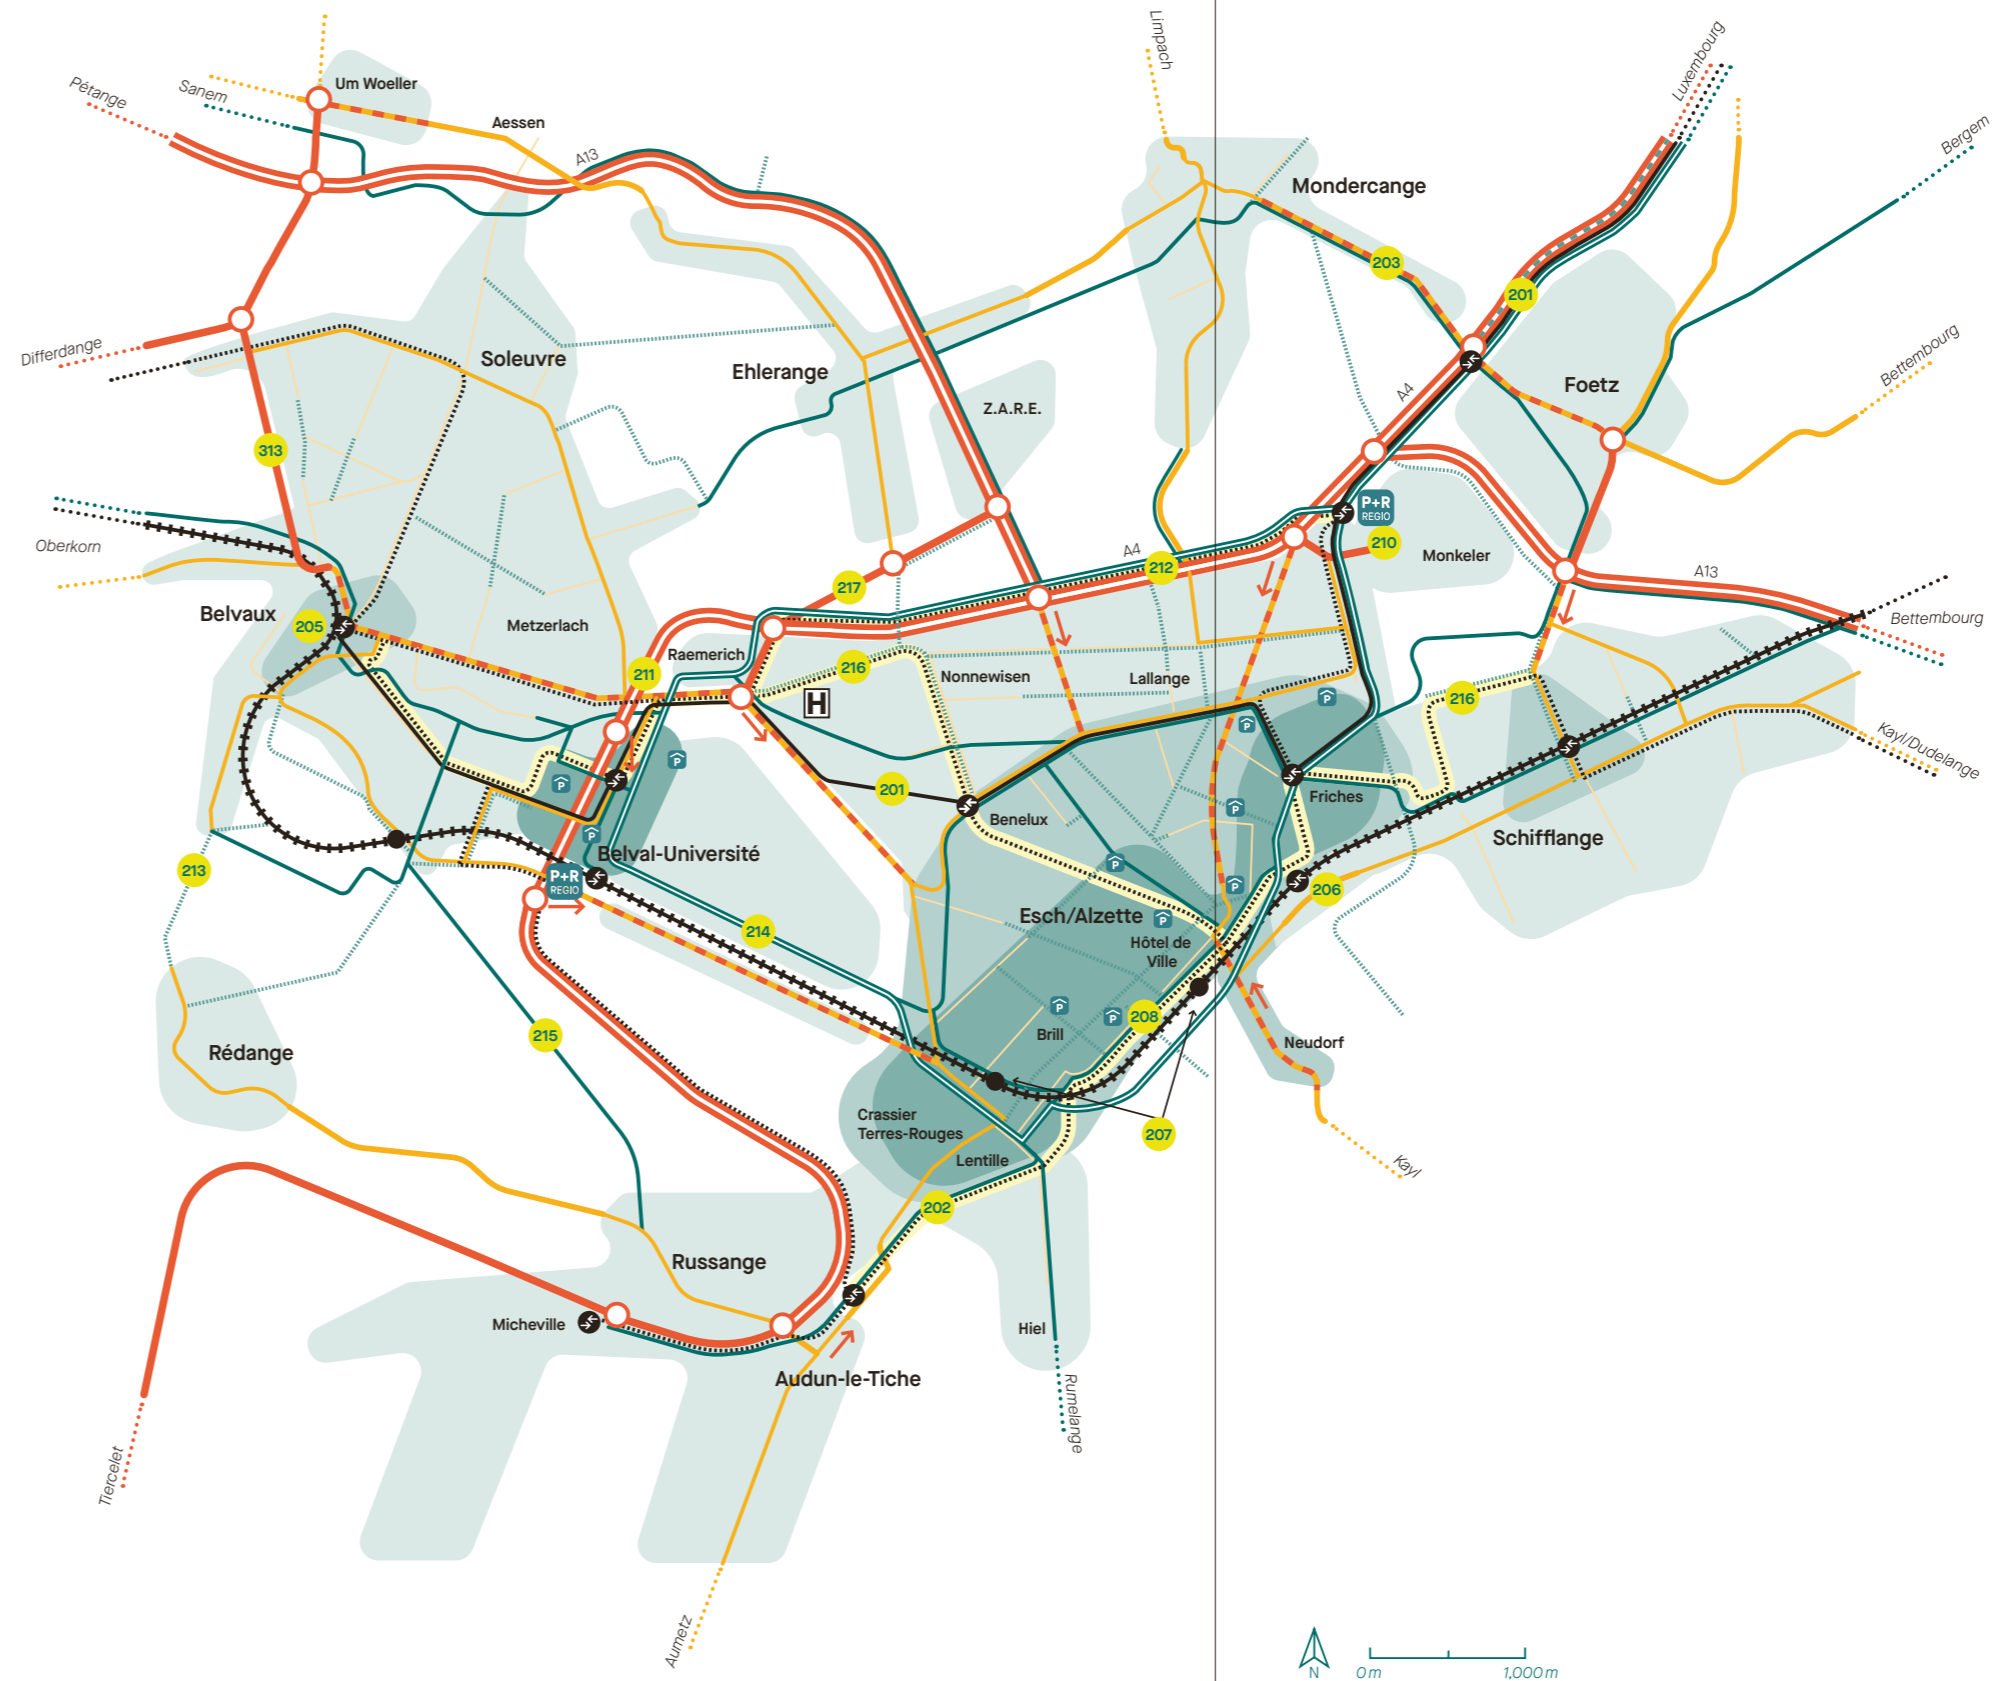 Limpach
Luxembourg
Um Woeller
Pétange
Sanem
Aessen
A13
Bergem
Mondercange
203
201
Differdange
Soleuvre
Ehlerange
Z.A.R.E.
A4
Foetz
Bettembourg
313
P+R
REGIO
Oberkorn
A4
212
210
Monkeler
A13
217
Belvaux
205
Metzerlach
Bettembourg
Raemerich
211
216
H
Nonnewisen
Lallange
216
P
P
P
Kayl/Dudelange
P
201
Friches
P
Benelux
P
Schifflange
Belval-Université
P
213
P+R
REGIO
P
206
Esch/Alzette
P
214
Hôtel de
Ville
P
P
208
215
Brill
Neudorf
Rédange
Crassier
Terres-Rouges
207
Lentille
Kayl
202
Russange
Micheville
Hiel
Audun-le-Tiche
Rumelange
Tiercelet
Aumetz
N
0 m
1,000 m